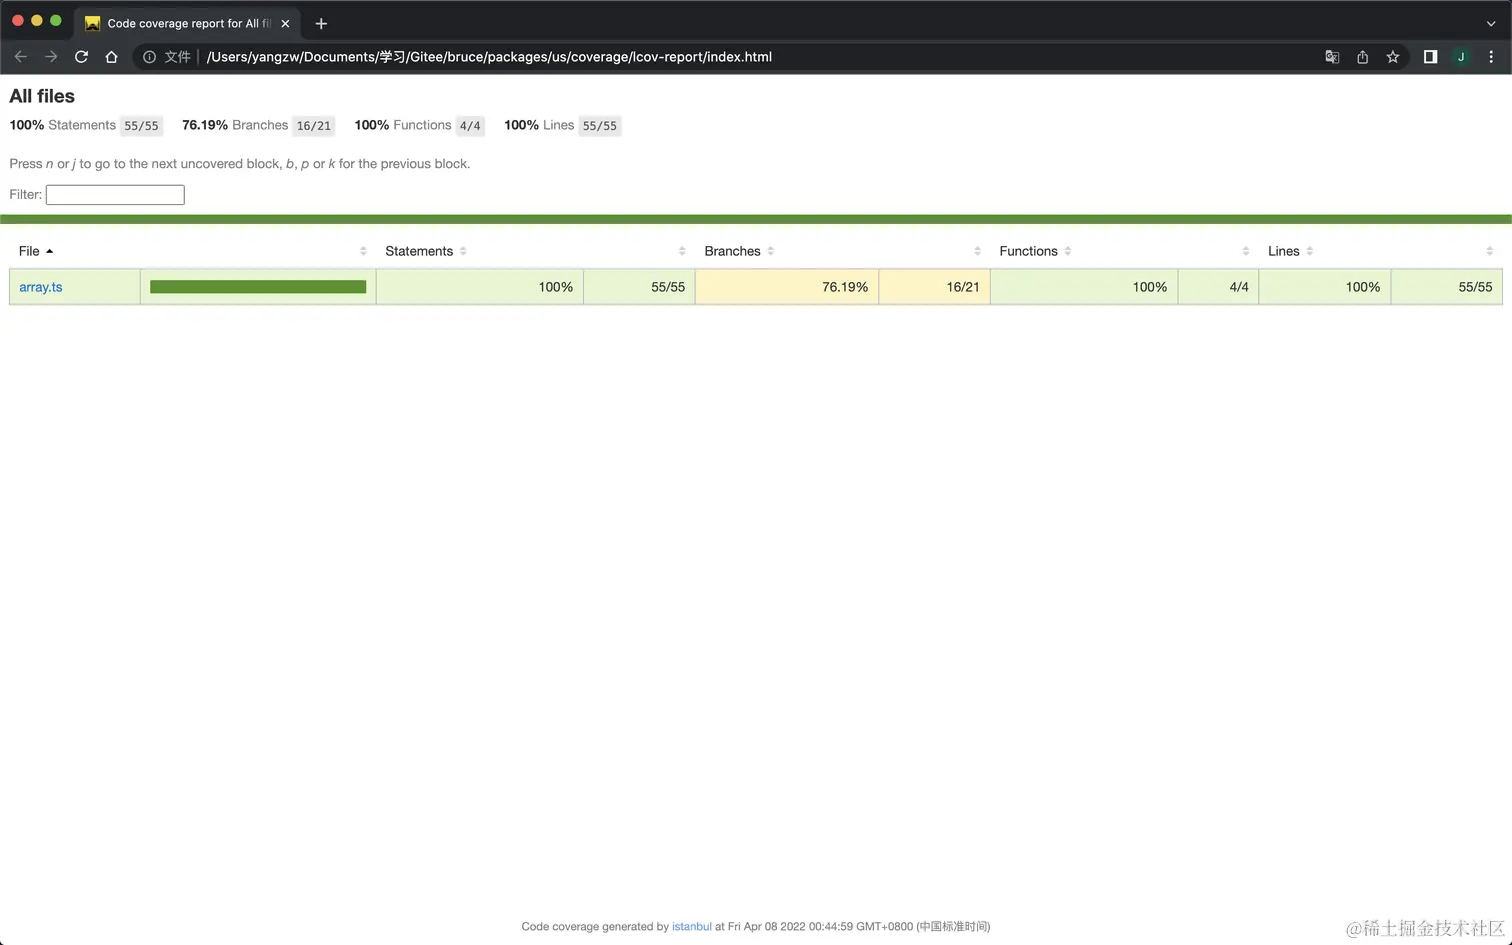 Code coverage report for All fil
文件 /Users/yangzw/Documents/学习/Gitee/bruce/packages/us/coverage/lcov-report/index.html
J
All files
100% Statements 55/55 76.19% Branches 16/21 100% Functions 4/4 100% Lines 55/55
Press n or j to go to the next uncovered block, b, p or k for the previous block.
Filter:
File Statements Branches Functions Lines
array.ts 100% 55/55 76.19% 16/21 100% 4/4 100% 55/55
Code coverage generated by istanbul at Fri Apr 08 2022 00:44:59 GMT+0800 (中国标准时间)
@稀土掘金技术社区